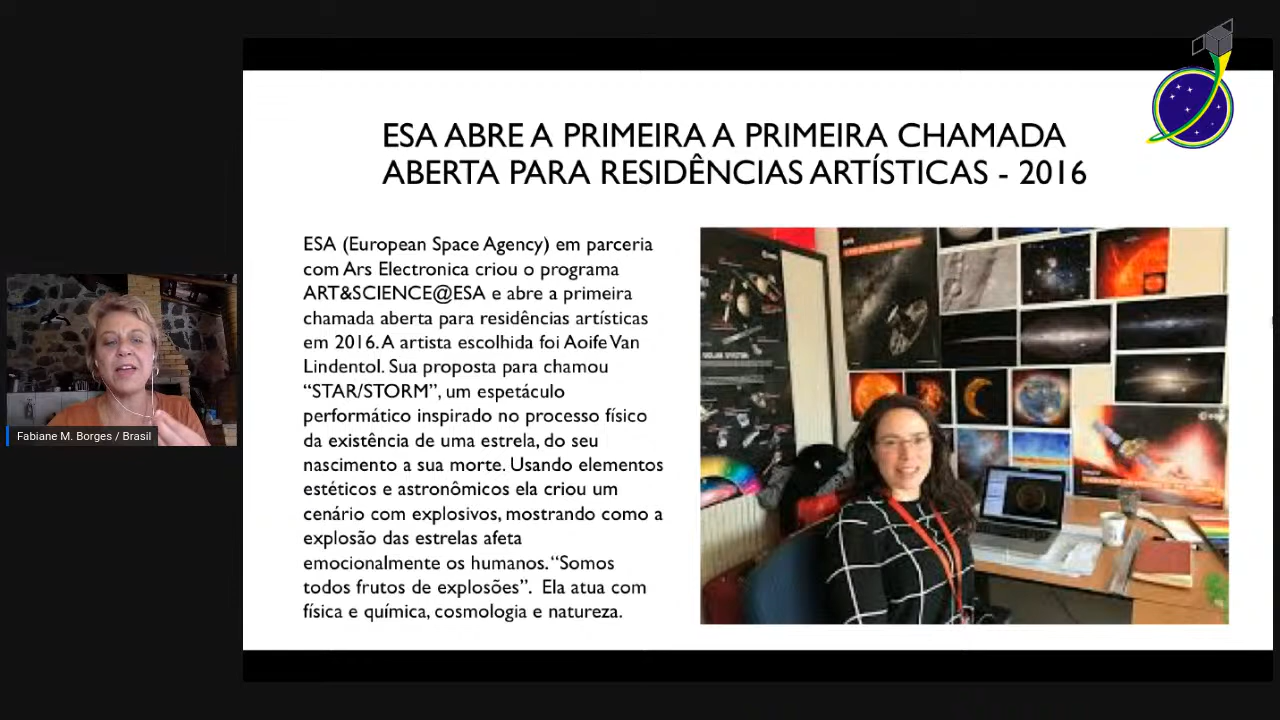 ESA ABRE A PRIMEIRA A PRIMEIRA CHAMADA
ABERTA PARA RESIDÊNCIAS ARTÍSTICAS - 2016
ESA (European Space Agency) em parceria
com Ars Electronica criou o programa
ART&SCIENCE@ESA e abre a primeira
chamada aberta para residências artísticas
em 2016. A artista escolhida foi Aoife Van
Lindentol. Sua proposta para chamou
“STAR/STORM”, um espetáculo
performático inspirado no processo físico
da existência de uma estrela, do seu
nascimento a sua morte. Usando elementos
estéticos e astronômicos ela criou um
cenário com explosivos, mostrando como a
explosão das estrelas afeta
emocionalmente os humanos. “Somos
todos frutos de explosões”. Ela atua com
física e química, cosmologia e natureza.
Fabiane M. Borges / Brasil